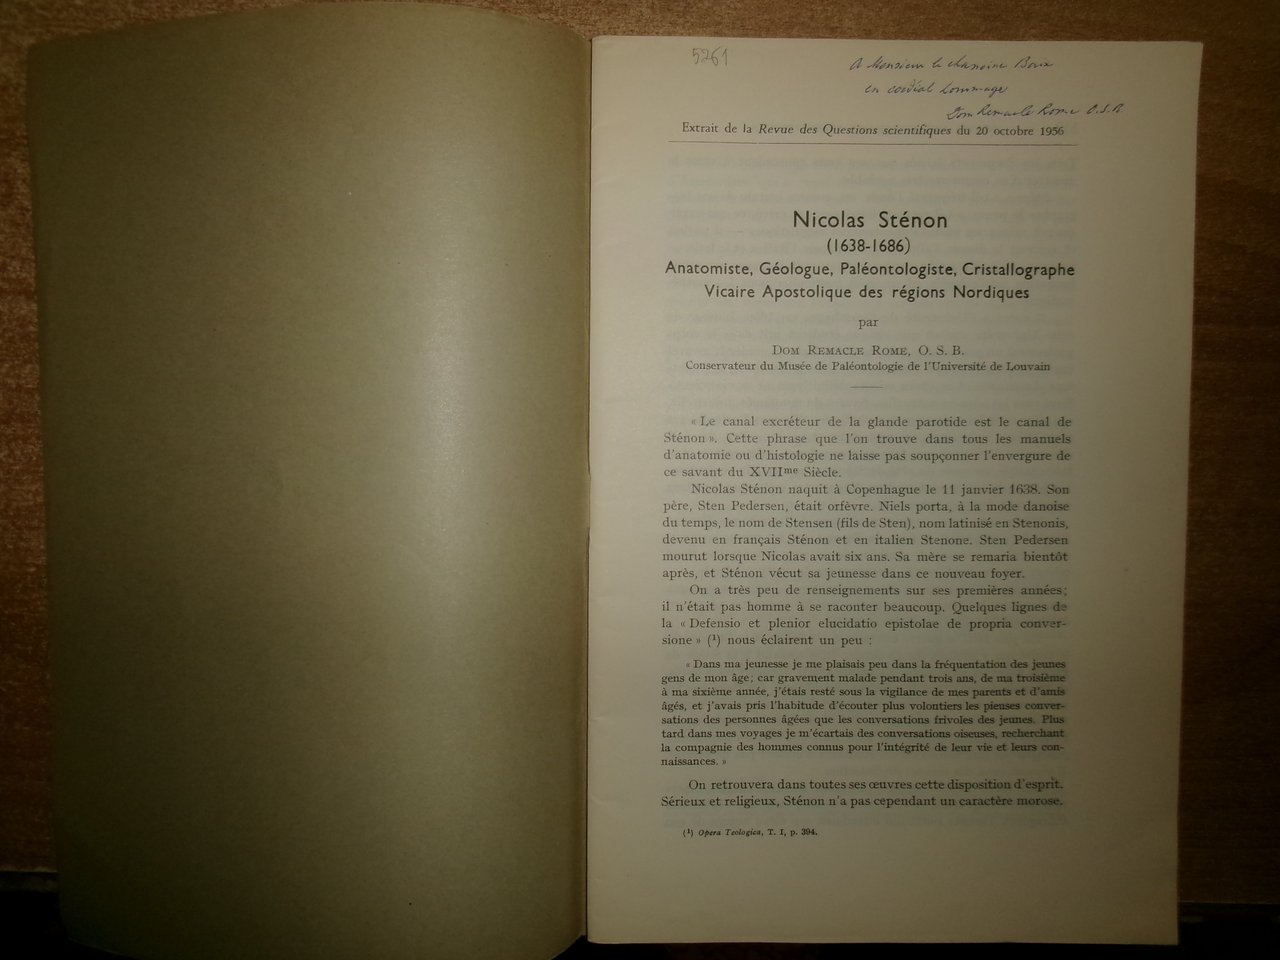 5261
A Monsieur le chanoine
en cordial hommage
Dom Remacle Rome O.S.B.
Extrait de la Revue des Questions scientifiques du 20 octobre 1956
Nicolas Sténon
(1638-1686)
Anatomiste, Géologue, Paléontologiste, Cristallographe
Vicaire Apostolique des régions Nordiques
par
Dom Remacle Rome, O. S. B.
Conservateur du Musée de Paléontologie de l'Université de Louvain
« Le canal excréteur de la glande parotide est le canal de
Sténon ». Cette phrase que l'on trouve dans tous les manuels
d'anatomie ou d'histologie ne laisse pas soupçonner l'envergure de
ce savant du XVIIme Siècle.
Nicolas Sténon naquit à Copenhague le 11 janvier 1638. Son
père, Sten Pedersen, était orfèvre. Niels porta, à la mode danoise
du temps, le nom de Stensen (fils de Sten), nom latinisé en Stenonis,
devenu en français Sténon et en italien Stenone. Sten Pedersen
mourut lorsque Nicolas avait six ans. Sa mère se remaria bientôt
après, et Sténon vécut sa jeunesse dans ce nouveau foyer.
On a très peu de renseignements sur ses premières années;
il n'était pas homme à se raconter beaucoup. Quelques lignes de
la « Defensio et plenior elucidatio epistolae de propria conver-
sione » (1) nous éclairent un peu :
« Dans ma jeunesse je me plaisais peu dans la fréquentation des jeunes
gens de mon âge; car gravement malade pendant trois ans, de ma troisième
à ma sixième année, j'étais resté sous la vigilance de mes parents et d'amis
âgés, et j'avais pris l'habitude d'écouter plus volontiers les pieuses conver-
sations des personnes âgées que les conversations frivoles des jeunes. Plus
tard dans mes voyages je m'écartais des conversations oiseuses, recherchant
la compagnie des hommes connus pour l'intégrité de leur vie et leurs con-
naissances. »
On retrouvera dans toutes ses œuvres cette disposition d'esprit.
Sérieux et religieux, Sténon n'a pas cependant un caractère morose.
(1) Opera Teologica, T. I, p. 394.